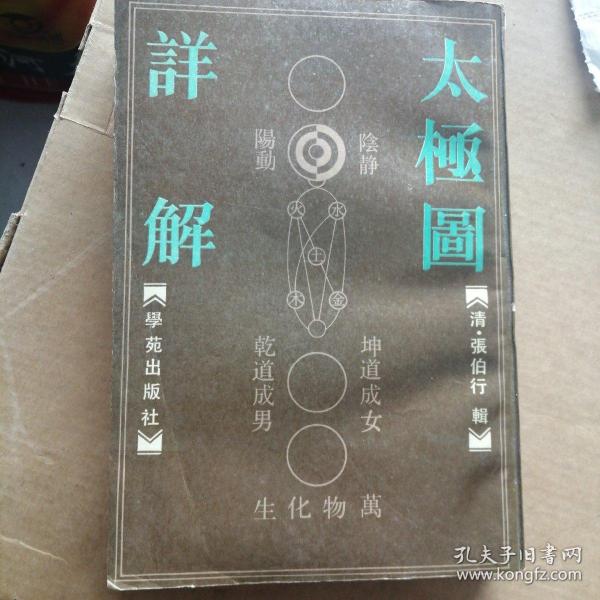 太極圖
詳解
【清·張伯行 輯】
陰静
陽動
火
水
土
木
金
坤道成女
乾道成男
萬物化生
【學苑出版社】
孔夫子旧书网
www.kongfz.com